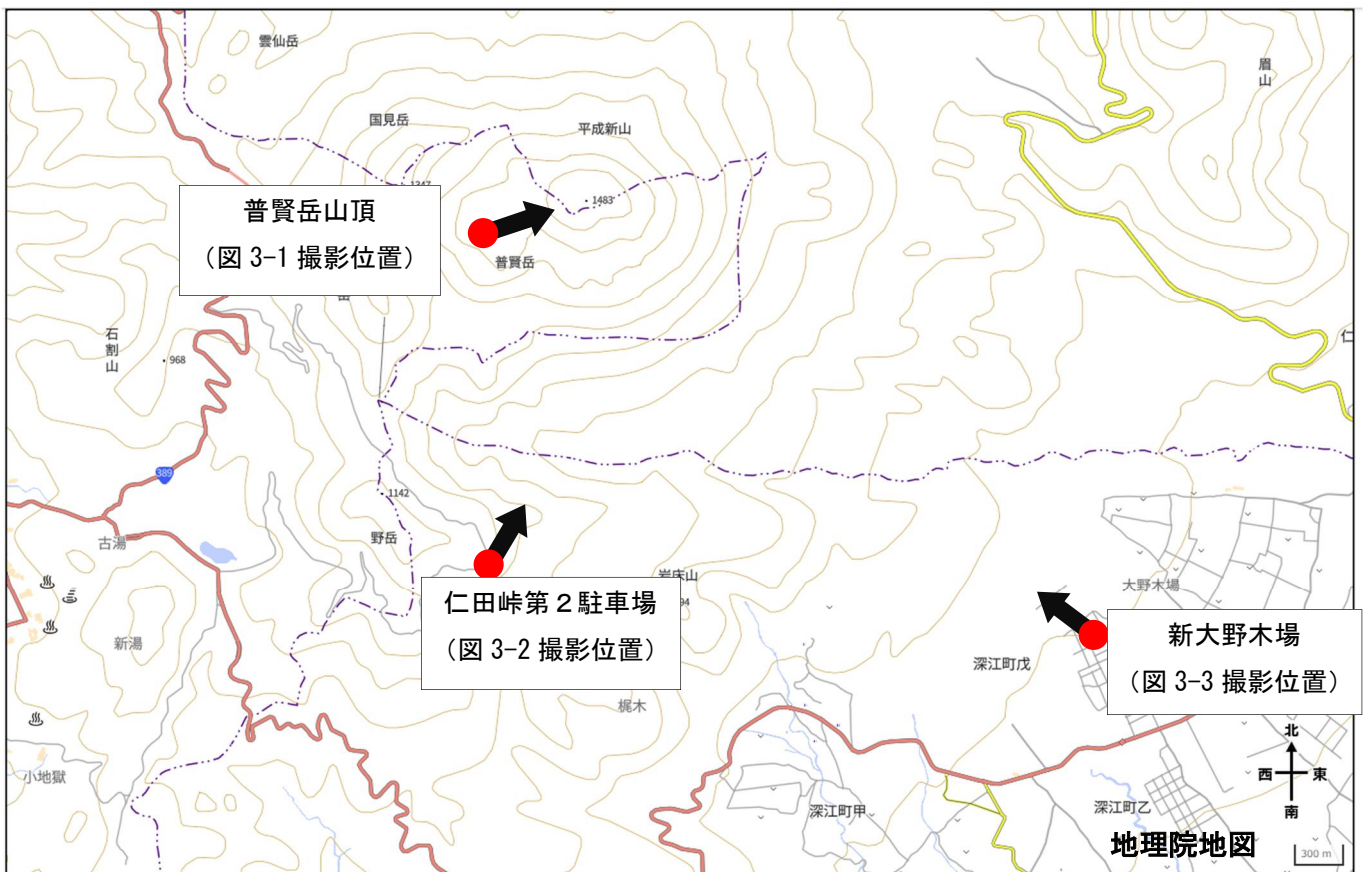 雲仙岳
眉山
国見岳
平成新山
1347
1483
普賢岳山頂
(図 3-1 撮影位置)
普賢岳
石割山
968
仁
389
1142
野岳
古湯
岩床山
大野木場
仁田峠第2駐車場
(図 3-2 撮影位置)
94
新大野木場
(図 3-3 撮影位置)
新湯
深江町戊
梶木
北
西 東
南
小地獄
深江町甲
深江町乙
地理院地図
300 m